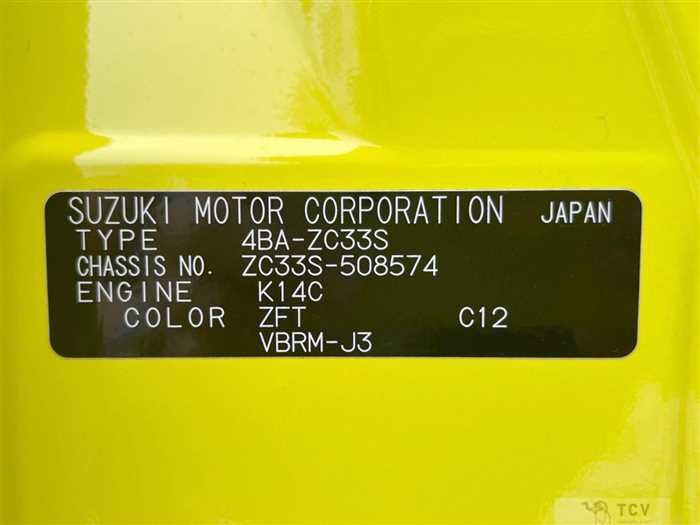 SUZUKI MOTOR CORPORATION JAPAN
TYPE 4BA-ZC33S
CHASSIS NO. ZC33S-508574
ENGINE K14C
COLOR ZFT C12
VBRM-J3
TCV